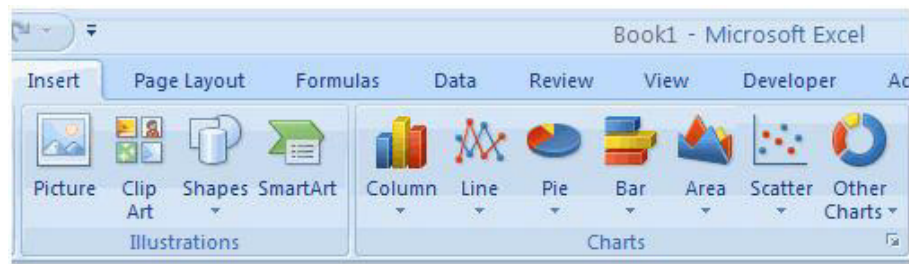 Book1 - Microsoft Excel
Insert Page Layout Formulas Data Review View Developer
Picture Clip Art Shapes SmartArt Column Line Pie Bar Area Scatter Other Charts
Illustrations Charts